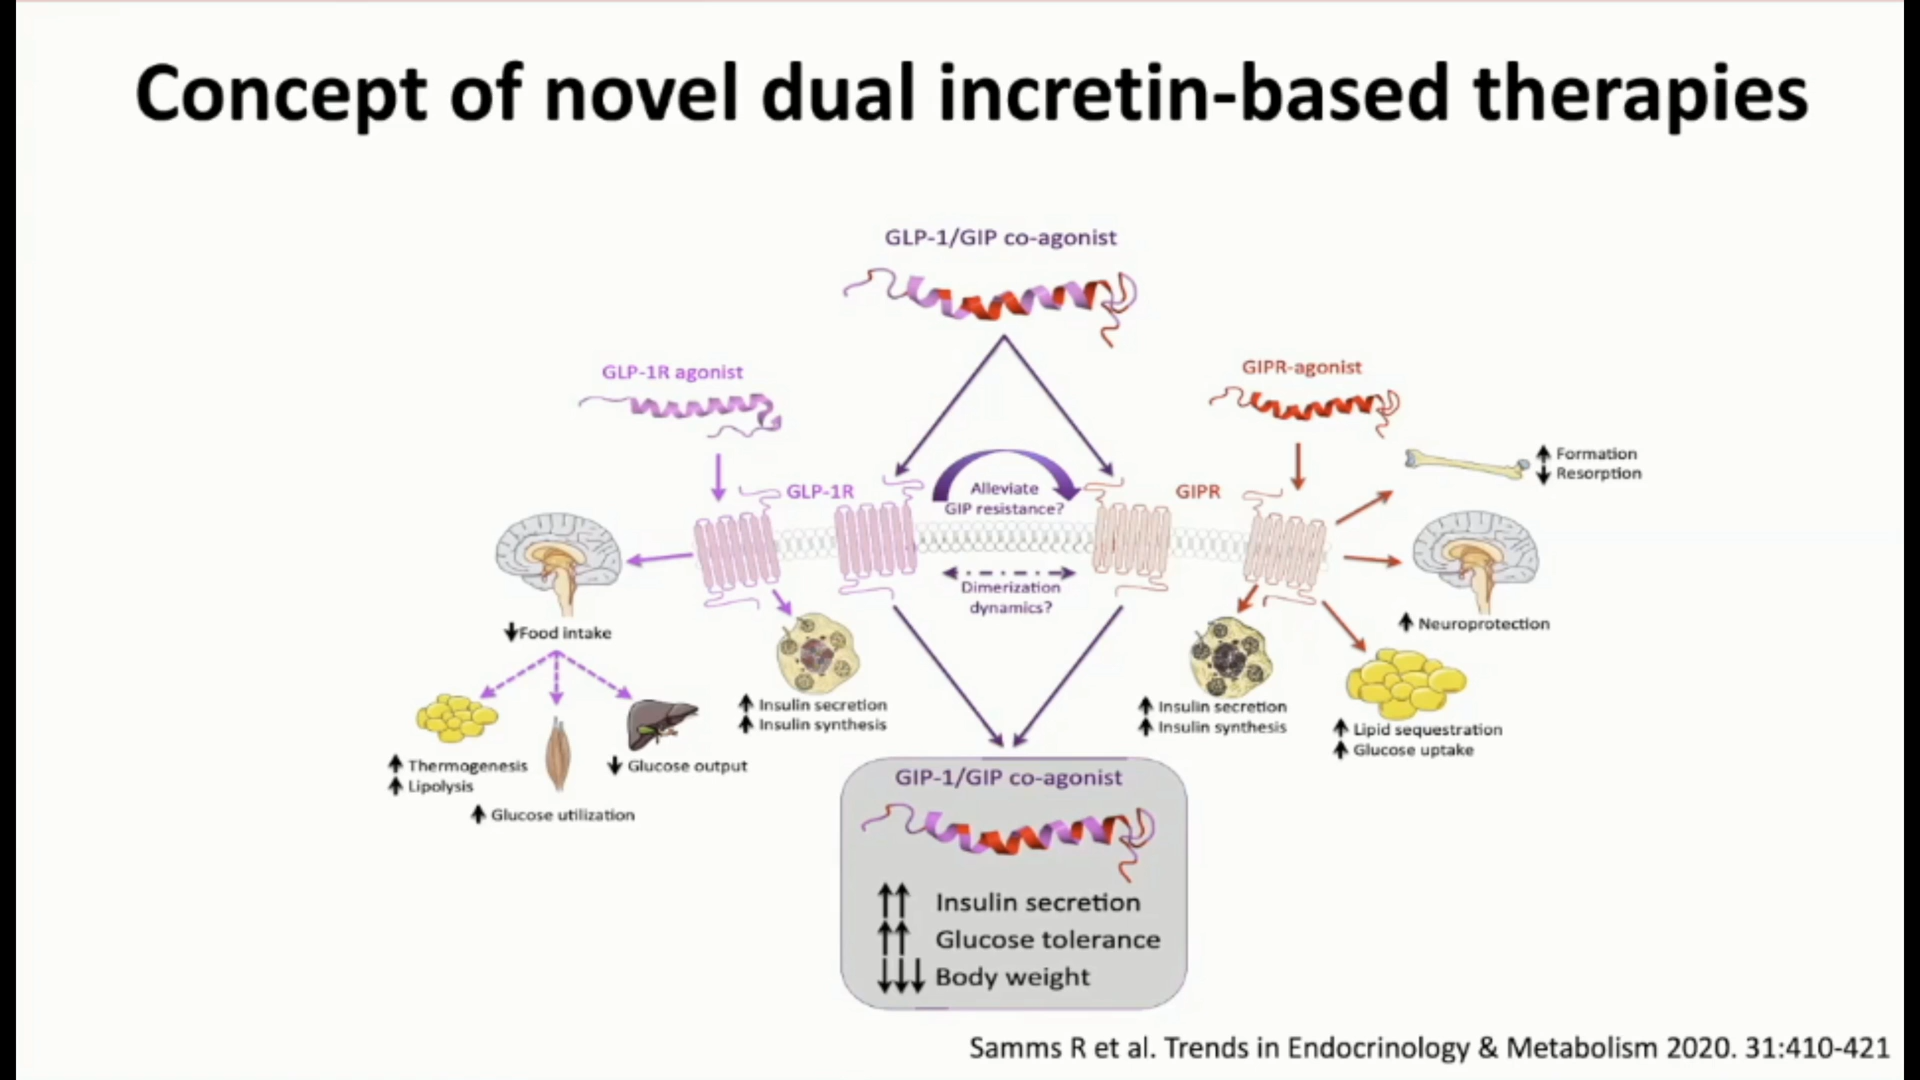 Concept of novel dual incretin-based therapies
GLP-1/GIP co-agonist
GLP-1R agonist
GIPR-agonist
GLP-1R
Alleviate
GIP resistance?
GIPR
↑ Formation
↓ Resorption
Dimerization
dynamics?
↓Food intake
↑ Neuroprotection
↑ Insulin secretion
↑ Insulin synthesis
↑ Insulin secretion
↑ Insulin synthesis
↑ Lipid sequestration
↑ Glucose uptake
↑ Thermogenesis
↑ Lipolysis
↓ Glucose output
↑ Glucose utilization
GIP-1/GIP co-agonist
↑↑ Insulin secretion
↑↑ Glucose tolerance
↓↓↓ Body weight
Samms R et al. Trends in Endocrinology & Metabolism 2020. 31:410-421